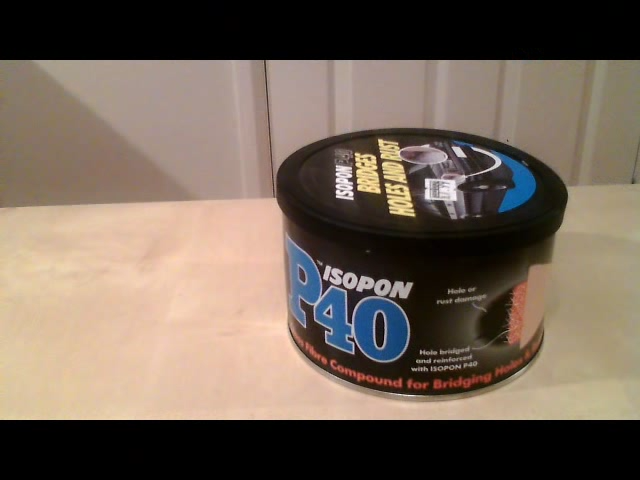 ISOPON P40
BRIDGES
HOLES AND RUST
™ ISOPON
P40
Hole or
rust damage
Hole bridged
and reinforced
with ISOPON P40
Fibre Compound for Bridging Holes &